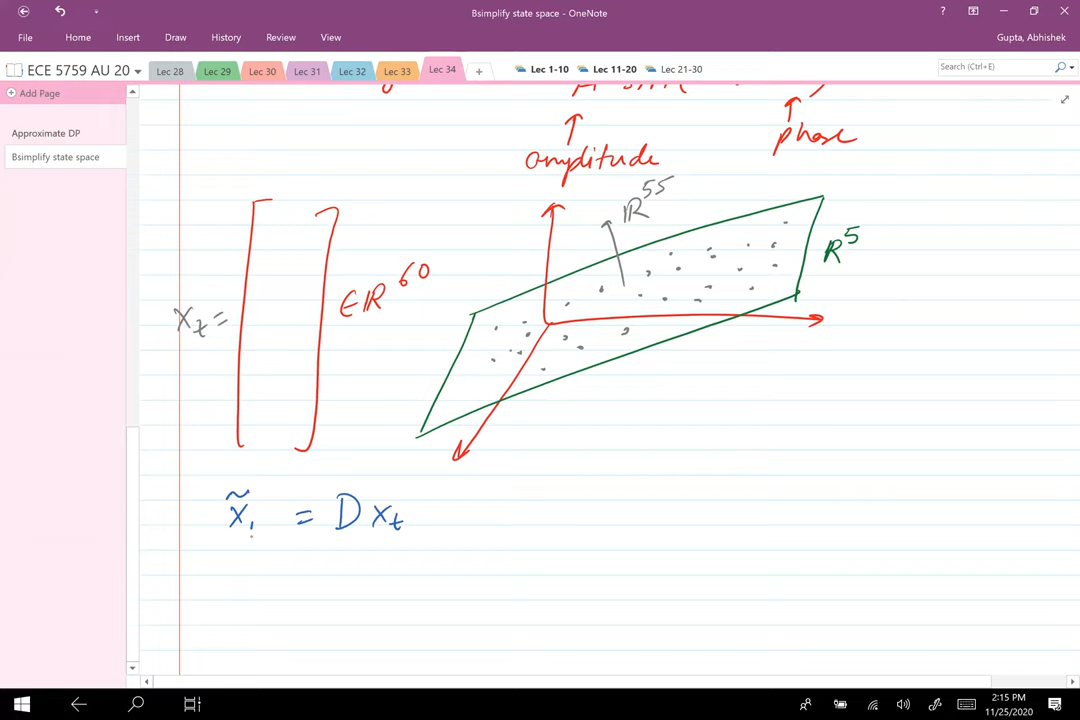 Bsimplify state space - OneNote
Gupta, Abhishek
File Home Insert Draw History Review View
ECE 5759 AU 20
Lec 28 Lec 29 Lec 30 Lec 31 Lec 32 Lec 33 Lec 34 + Lec 1-10 Lec 11-20 Lec 21-30
Search (Ctrl+E)
Add Page
Approximate DP
Bsimplify state space
amplitude
phase
ℝ^55
R^5
x_t = [ ] ∈ ℝ^60
x̃_1 = D x_t
2:15 PM
11/25/2020